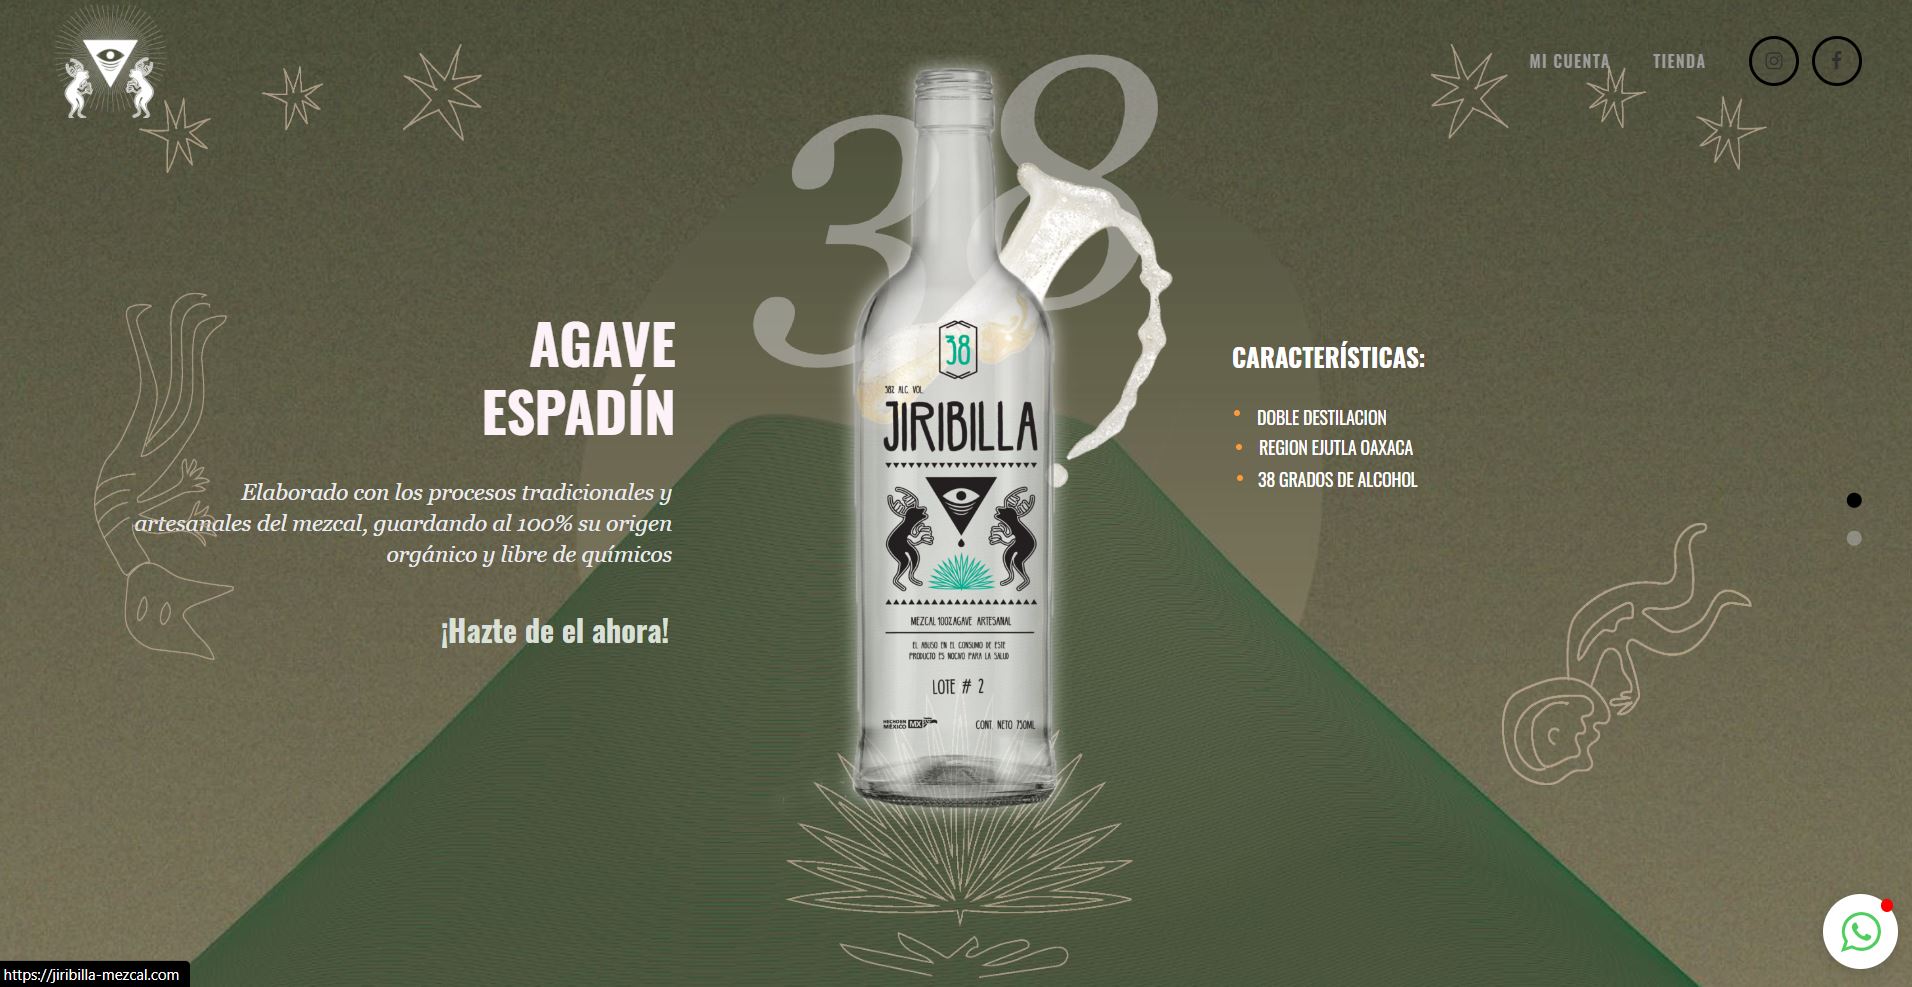 MI CUENTA
TIENDA
38
AGAVE
ESPADÍN
Elaborado con los procesos tradicionales y
artesanales del mezcal, guardando al 100% su origen
orgánico y libre de químicos
¡Hazte de el ahora!
38
38% ALC. VOL.
JIRIBILLA
MEZCAL 100% AGAVE ARTESANAL
EL ABUSO EN EL CONSUMO DE ESTE
PRODUCTO ES NOCIVO PARA LA SALUD
LOTE # 2
HECHO EN
MÉXICO MX
CONT. NETO 750ML
CARACTERÍSTICAS:
DOBLE DESTILACION
REGION EJUTLA OAXACA
38 GRADOS DE ALCOHOL
https://jiribilla-mezcal.com